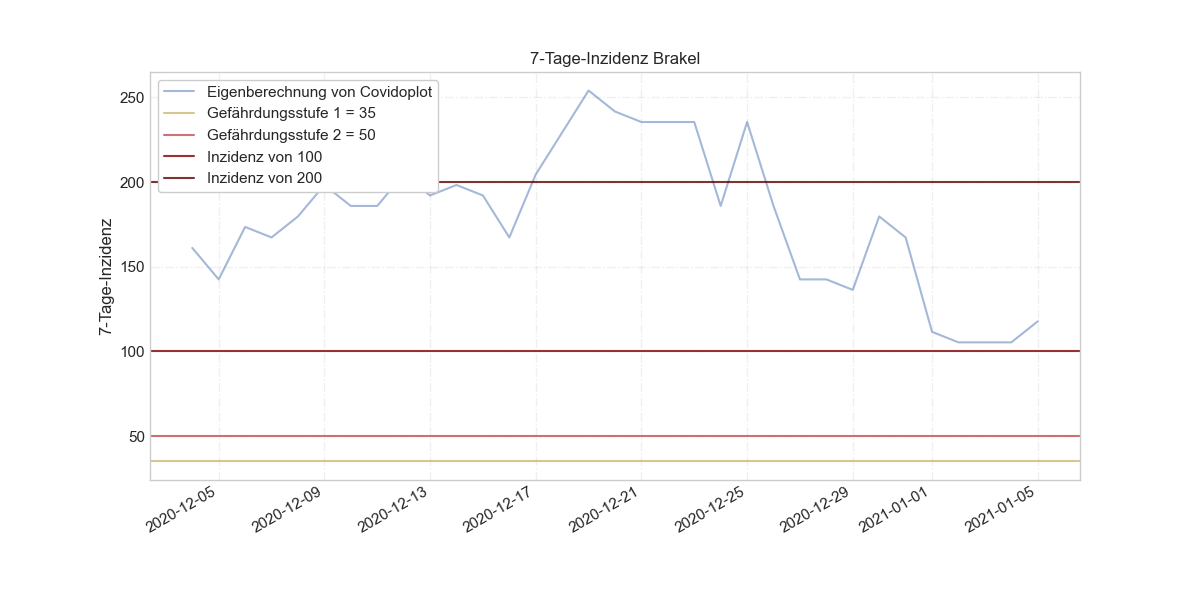 7-Tage-Inzidenz Brakel
Eigenberechnung von Covidoplot
Gefährdungsstufe 1 = 35
Gefährdungsstufe 2 = 50
Inzidenz von 100
Inzidenz von 200
7-Tage-Inzidenz
250
200
150
100
50
2020-12-05
2020-12-09
2020-12-13
2020-12-17
2020-12-21
2020-12-25
2020-12-29
2021-01-01
2021-01-05